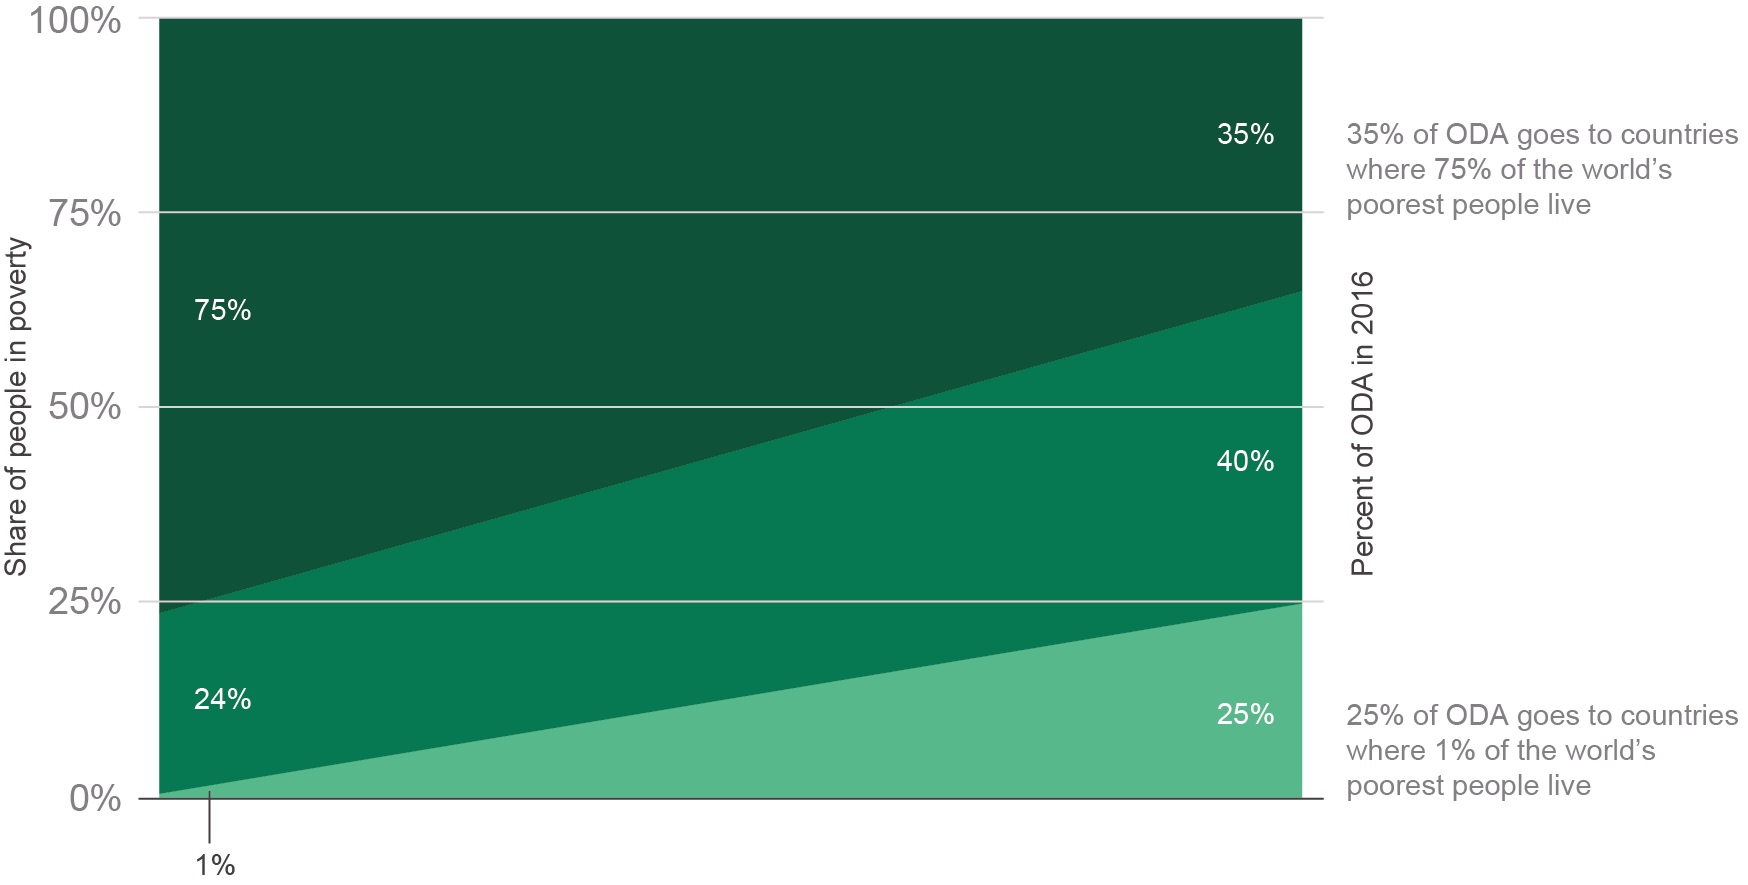 100%
75%
50%
25%
0%
Share of people in poverty
75%
24%
1%
35%
40%
25%
Percent of ODA in 2016
35% of ODA goes to countries
where 75% of the world’s
poorest people live
25% of ODA goes to countries
where 1% of the world’s
poorest people live